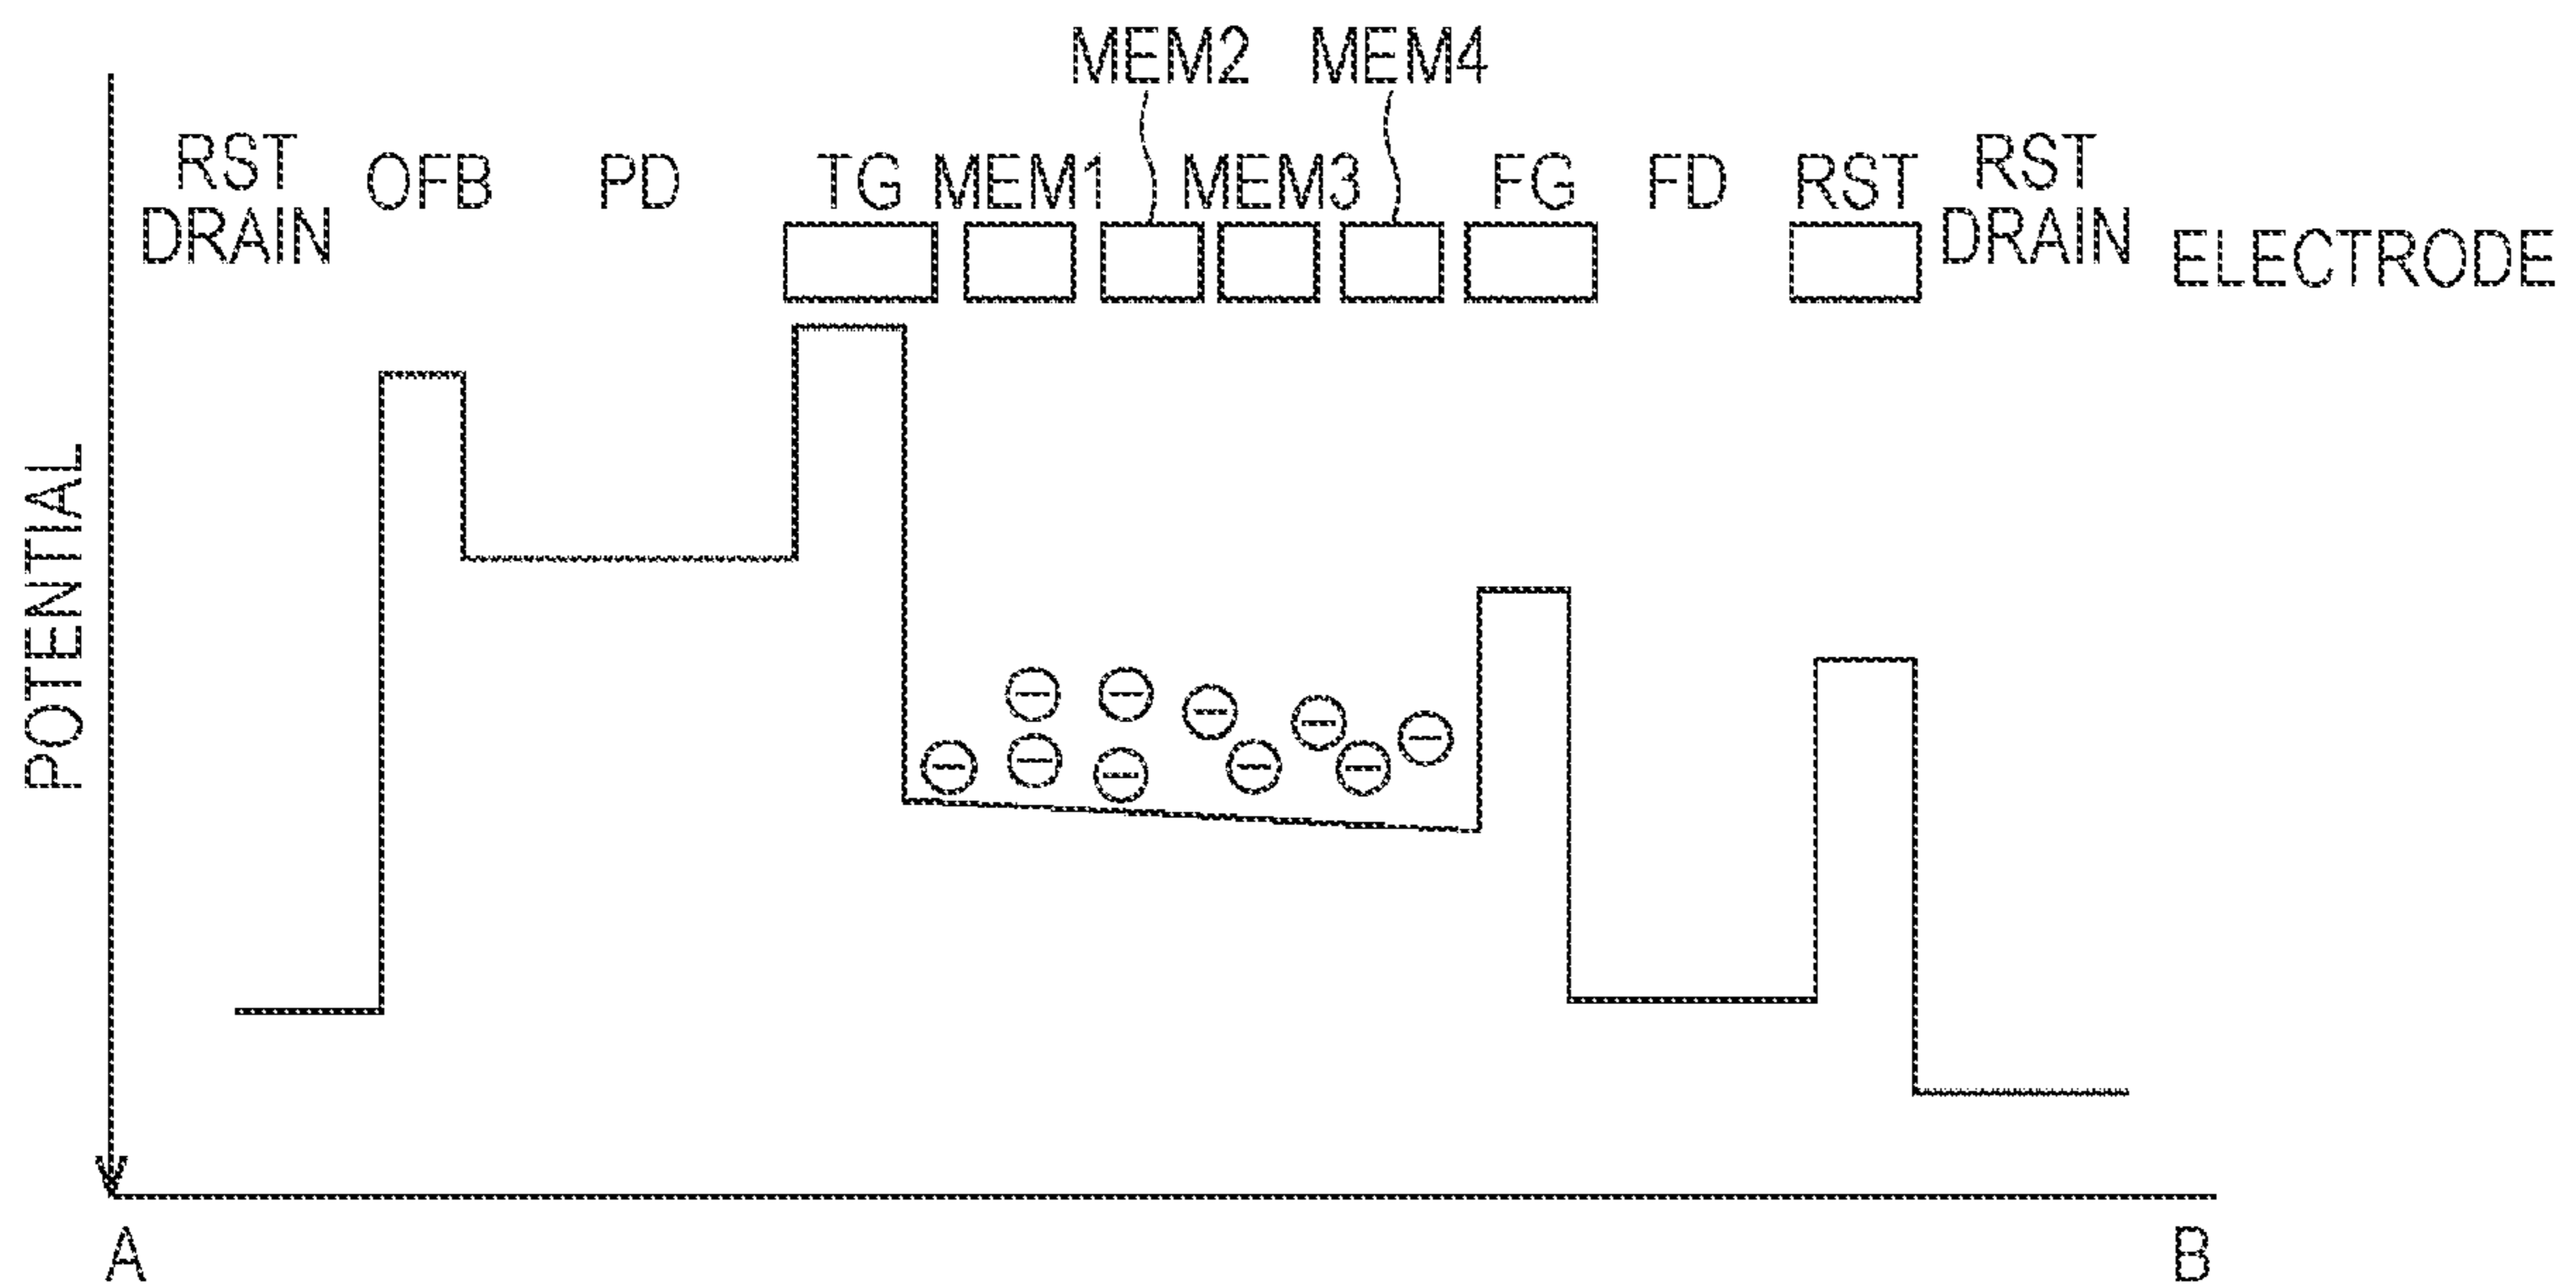 MEM2 MEM4
RST
DRAIN
OFB
PD
TG
MEM1
MEM3
FG
FD
RST
RST
DRAIN
ELECTRODE
POTENTIAL
A
B